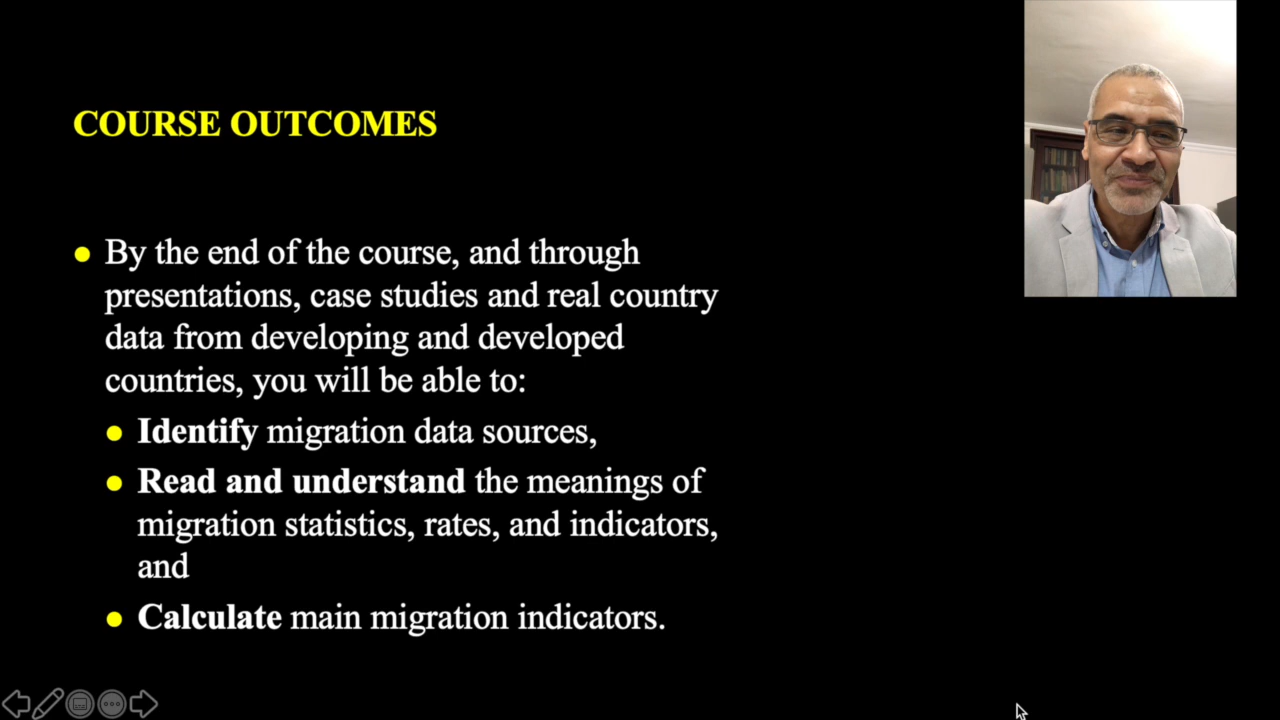 COURSE OUTCOMES
By the end of the course, and through
presentations, case studies and real country
data from developing and developed
countries, you will be able to:
Identify migration data sources,
Read and understand the meanings of
migration statistics, rates, and indicators,
and
Calculate main migration indicators.